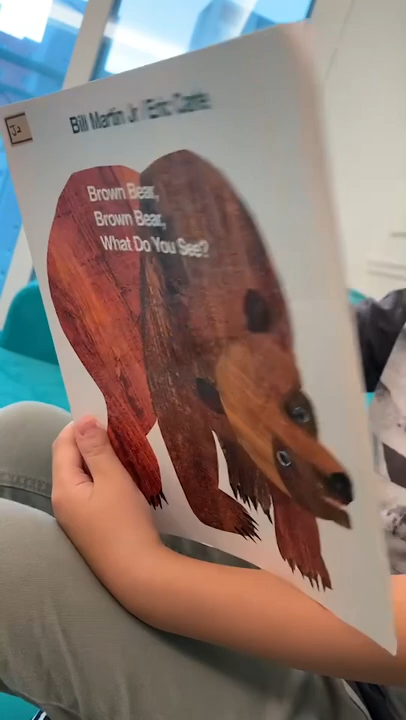 Bill Martin Jr / Eric Carle
Brown Bear,
Brown Bear,
What Do You See?